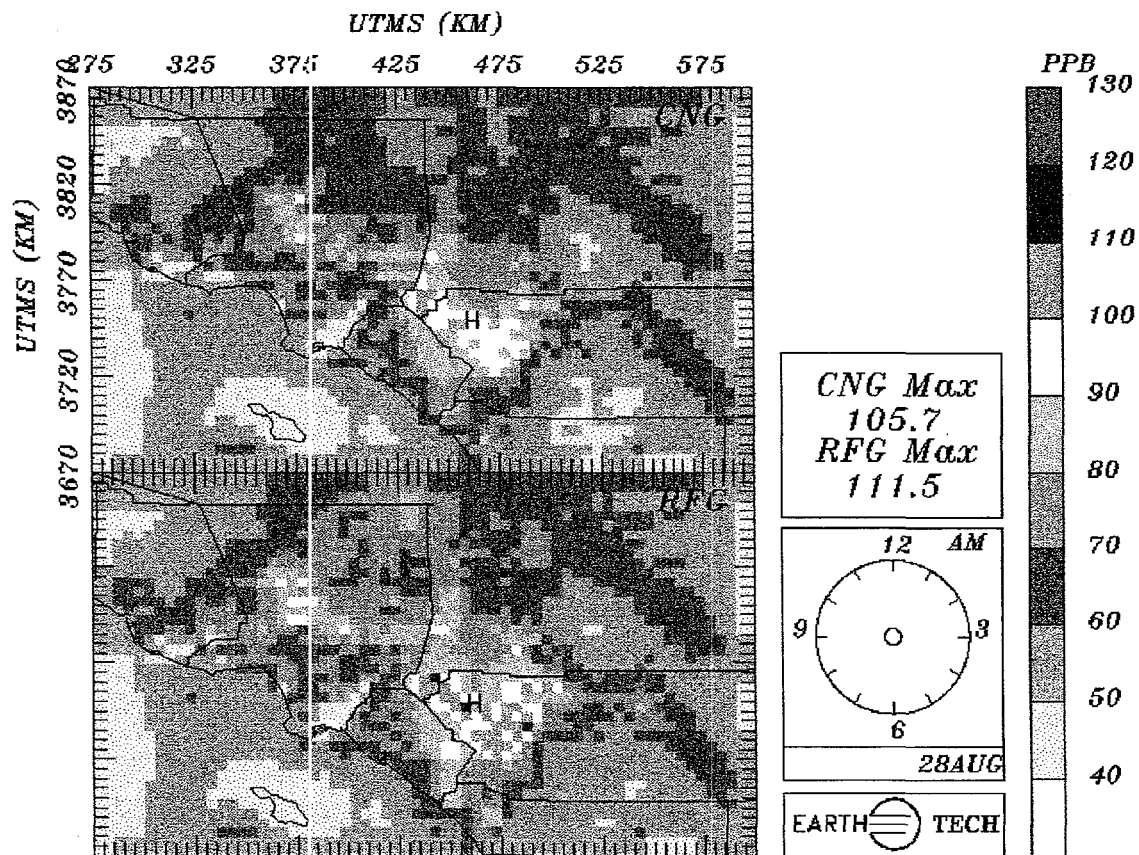 UTMS (KM)
275 325 375 425 475 525 575
PPB
UTMS (KM)
3870
3820
3770
3720
3670
CNG
H
RFG
H
130
120
110
100
90
80
70
60
50
40
CNG Max
105.7
RFG Max
111.5
12 AM
9 3
6
28AUG
EARTH TECH